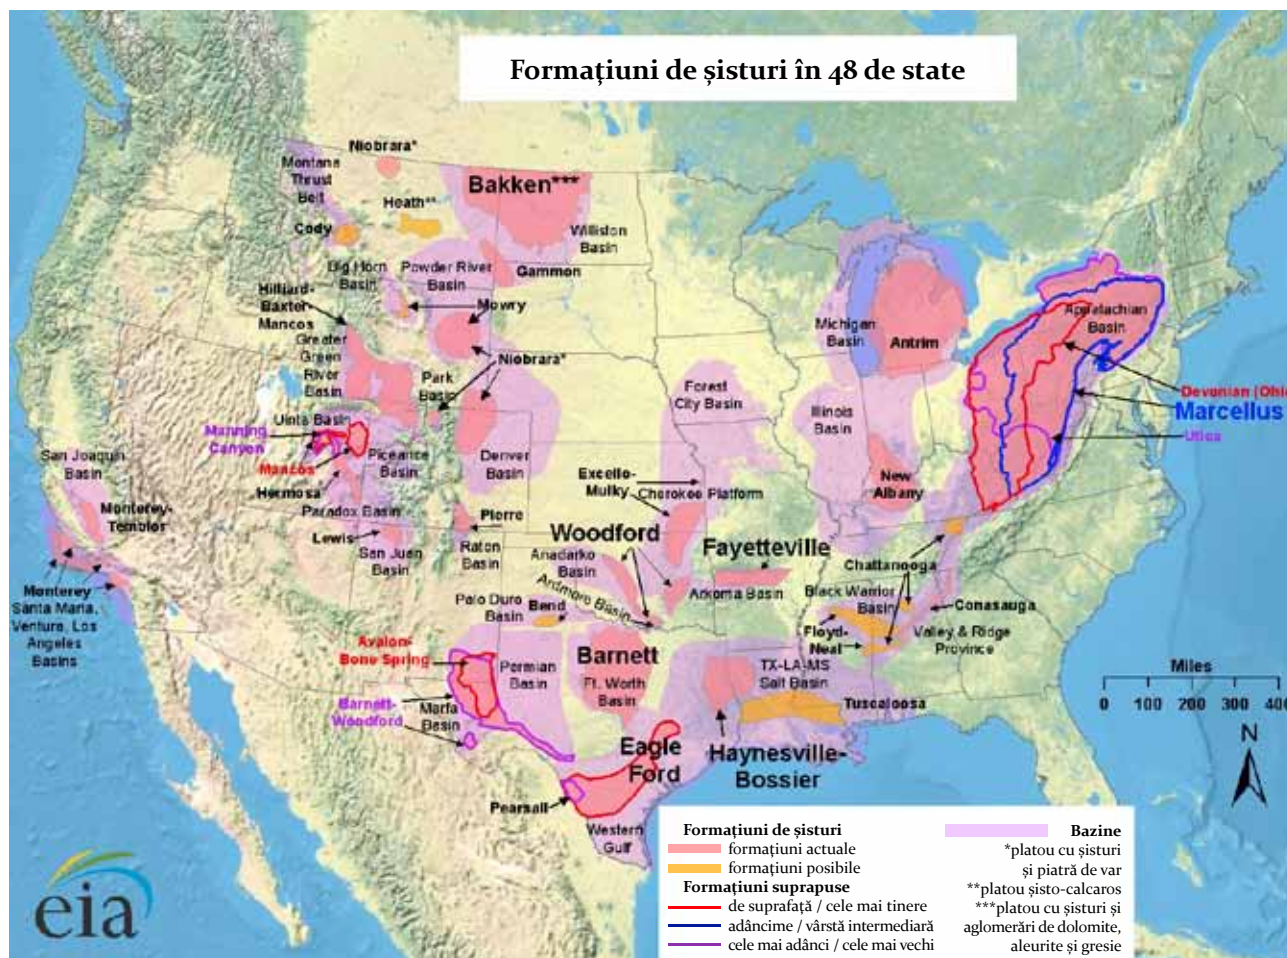 Formațiuni de șisturi în 48 de state
Niobrara*
Montana
Thrust
Belt
Bakken***
Heath**
Cody
Williston
Basin
Big Horn
Basin
Powder River
Basin
Gammon
Hilliard-
Baxter-
Mancos
Mowry
Greater
Green
River
Basin
Niobrara*
Park
Basin
Michigan
Basin
Antrim
Appalachian
Basin
Devonian (Ohi
Marcellus
Utica
Forest
City Basin
Illinois
Basin
Uinta Basin
Manning
Canyon
Mancos
Piceance
Basin
Denver
Basin
San Joaquin
Basin
Hermosa
Excello-
Mulky
Cherokee Platform
New
Albany
Monterey-
Temblor
Paradox Basin
Pierre
Lewis
San Juan
Basin
Raton
Basin
Woodford
Anadarko
Basin
Fayetteville
Chattanooga
Ardmore Basin
Arkoma Basin
Black Warrior
Basin
Monterey
Santa Maria,
Ventura, Los
Angeles
Basins
Palo Duro
Basin
Bend
Conasauga
Floyd-
Neal
Valley & Ridge
Province
Avalon-
Bone Spring
Permian
Basin
Barnett
Ft. Worth
Basin
TX-LA-MS
Salt Basin
Tuscaloosa
Barnett-
Woodford
Marfa
Basin
Eagle
Ford
Haynesville-
Bossier
Pearsall
Western
Gulf
Miles
0 100 200 300 400
N
eia
Formațiuni de șisturi
formațiuni actuale
formațiuni posibile
Formațiuni suprapuse
de suprafață / cele mai tinere
adâncime / vârstă intermediară
cele mai adânci / cele mai vechi
Bazine
*platou cu șisturi
și piatră de var
**platou șisto-calcaros
***platou cu șisturi și
aglomerări de dolomite,
aleurite și gresie